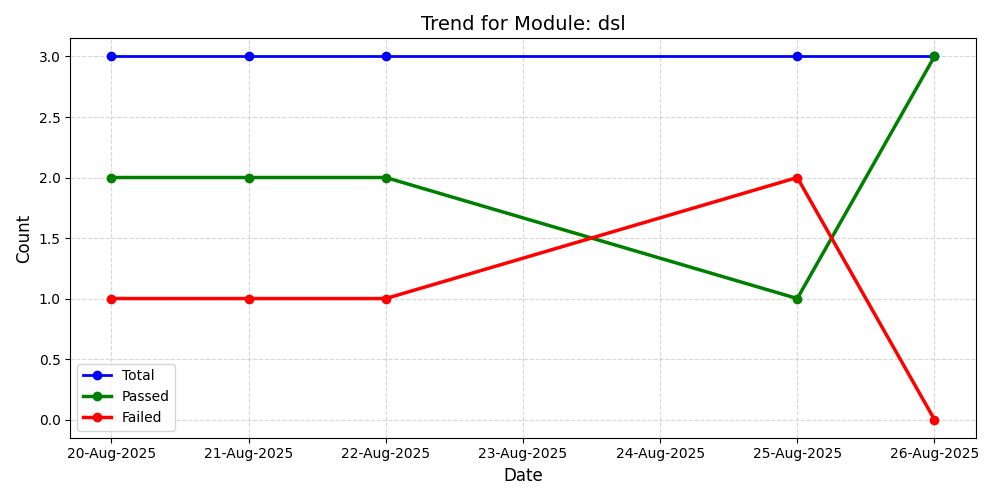 Trend for Module: dsl
Count
3.0
2.5
2.0
1.5
1.0
0.5
0.0
Total
Passed
Failed
20-Aug-2025
21-Aug-2025
22-Aug-2025
23-Aug-2025
24-Aug-2025
25-Aug-2025
26-Aug-2025
Date